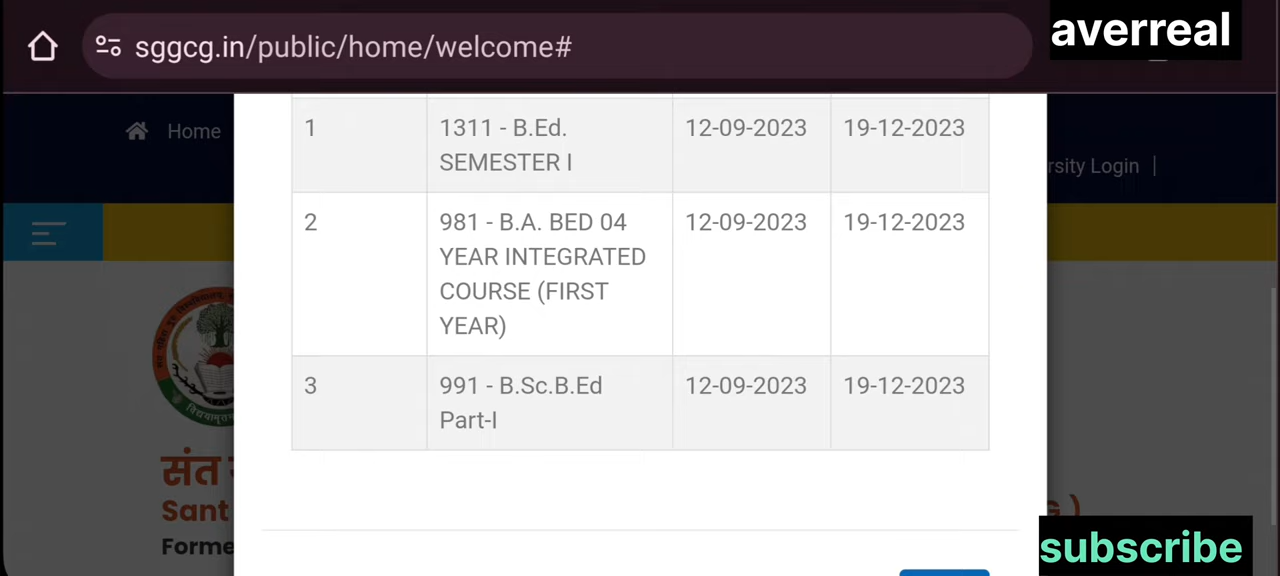 sggcg.in/public/home/welcome#
averreal
Home
rsity Login |
1 1311 - B.Ed. 12-09-2023 19-12-2023
SEMESTER I
2 981 - B.A. BED 04 12-09-2023 19-12-2023
YEAR INTEGRATED
COURSE (FIRST
YEAR)
3 991 - B.Sc.B.Ed 12-09-2023 19-12-2023
Part-I
संत
Sant
Forme
subscribe